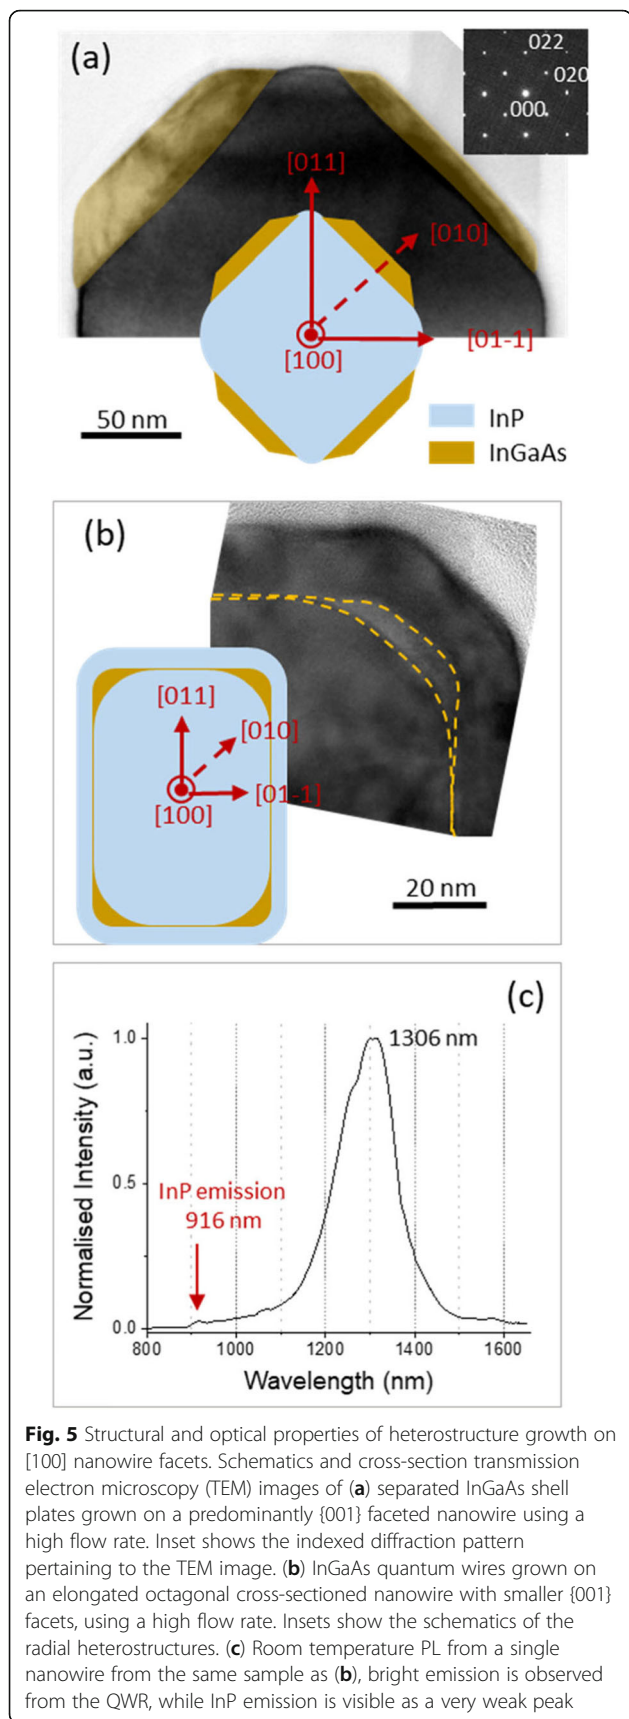 (a)
022
020
000
[011]
[010]
[01-1]
[100]
50 nm
InP
InGaAs
(b)
[011]
[010]
[01-1]
[100]
20 nm
(c)
1306 nm
InP emission
916 nm
Normalised Intensity (a.u.)
1.0
0.5
0.0
800 1000 1200 1400 1600
Wavelength (nm)
Fig. 5 Structural and optical properties of heterostructure growth on
[100] nanowire facets. Schematics and cross-section transmission
electron microscopy (TEM) images of (a) separated InGaAs shell
plates grown on a predominantly {001} faceted nanowire using a
high flow rate. Inset shows the indexed diffraction pattern
pertaining to the TEM image. (b) InGaAs quantum wires grown on
an elongated octagonal cross-sectioned nanowire with smaller {001}
facets, using a high flow rate. Insets show the schematics of the
radial heterostructures. (c) Room temperature PL from a single
nanowire from the same sample as (b), bright emission is observed
from the QWR, while InP emission is visible as a very weak peak